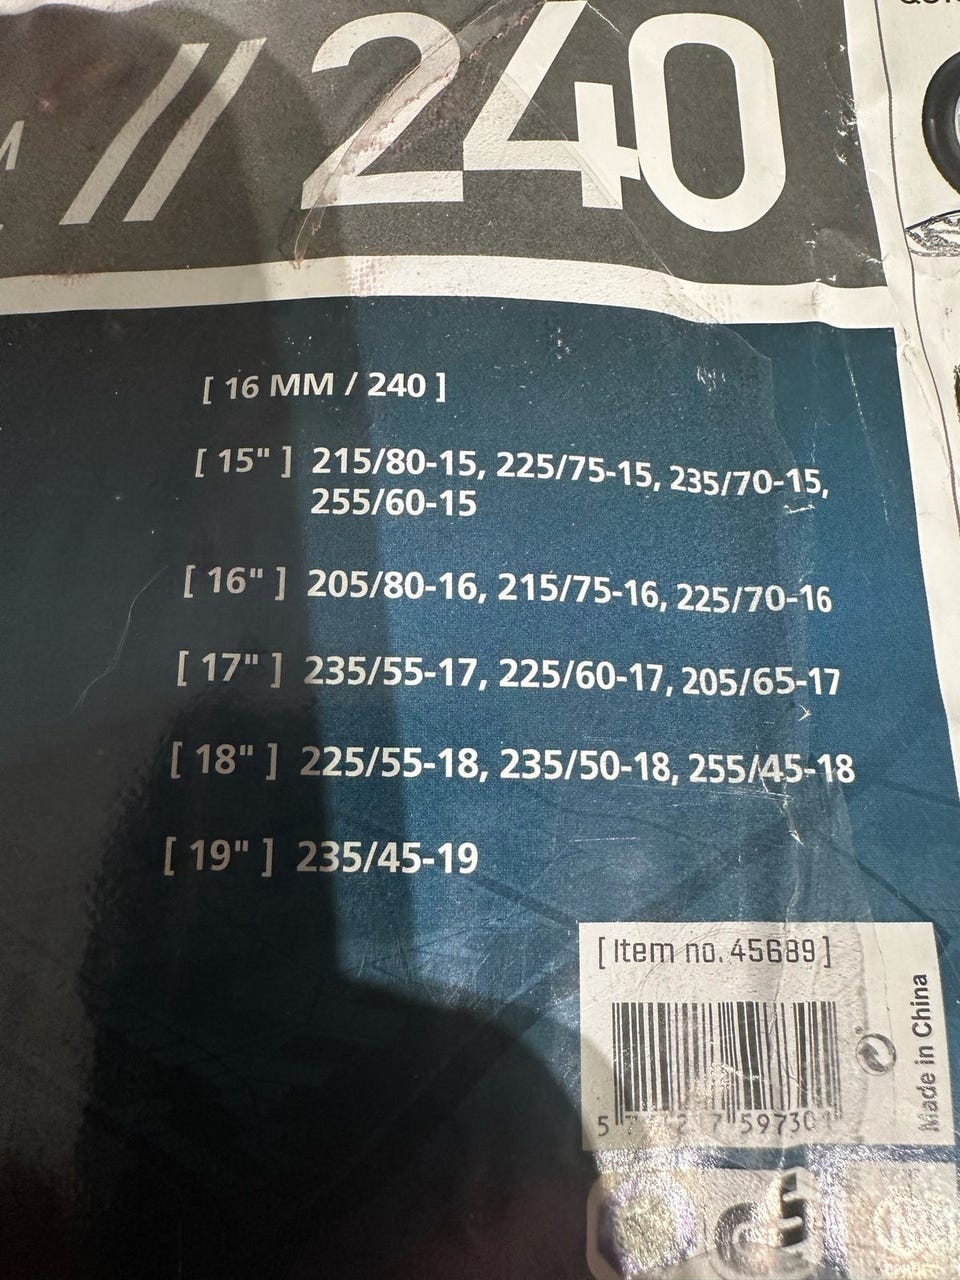 // 240
[ 16 MM / 240 ]
[ 15" ] 215/80-15, 225/75-15, 235/70-15,
255/60-15
[ 16" ] 205/80-16, 215/75-16, 225/70-16
[ 17" ] 235/55-17, 225/60-17, 205/65-17
[ 18" ] 225/55-18, 235/50-18, 255/45-18
[ 19" ] 235/45-19
[ Item no. 45689 ]
Made in China